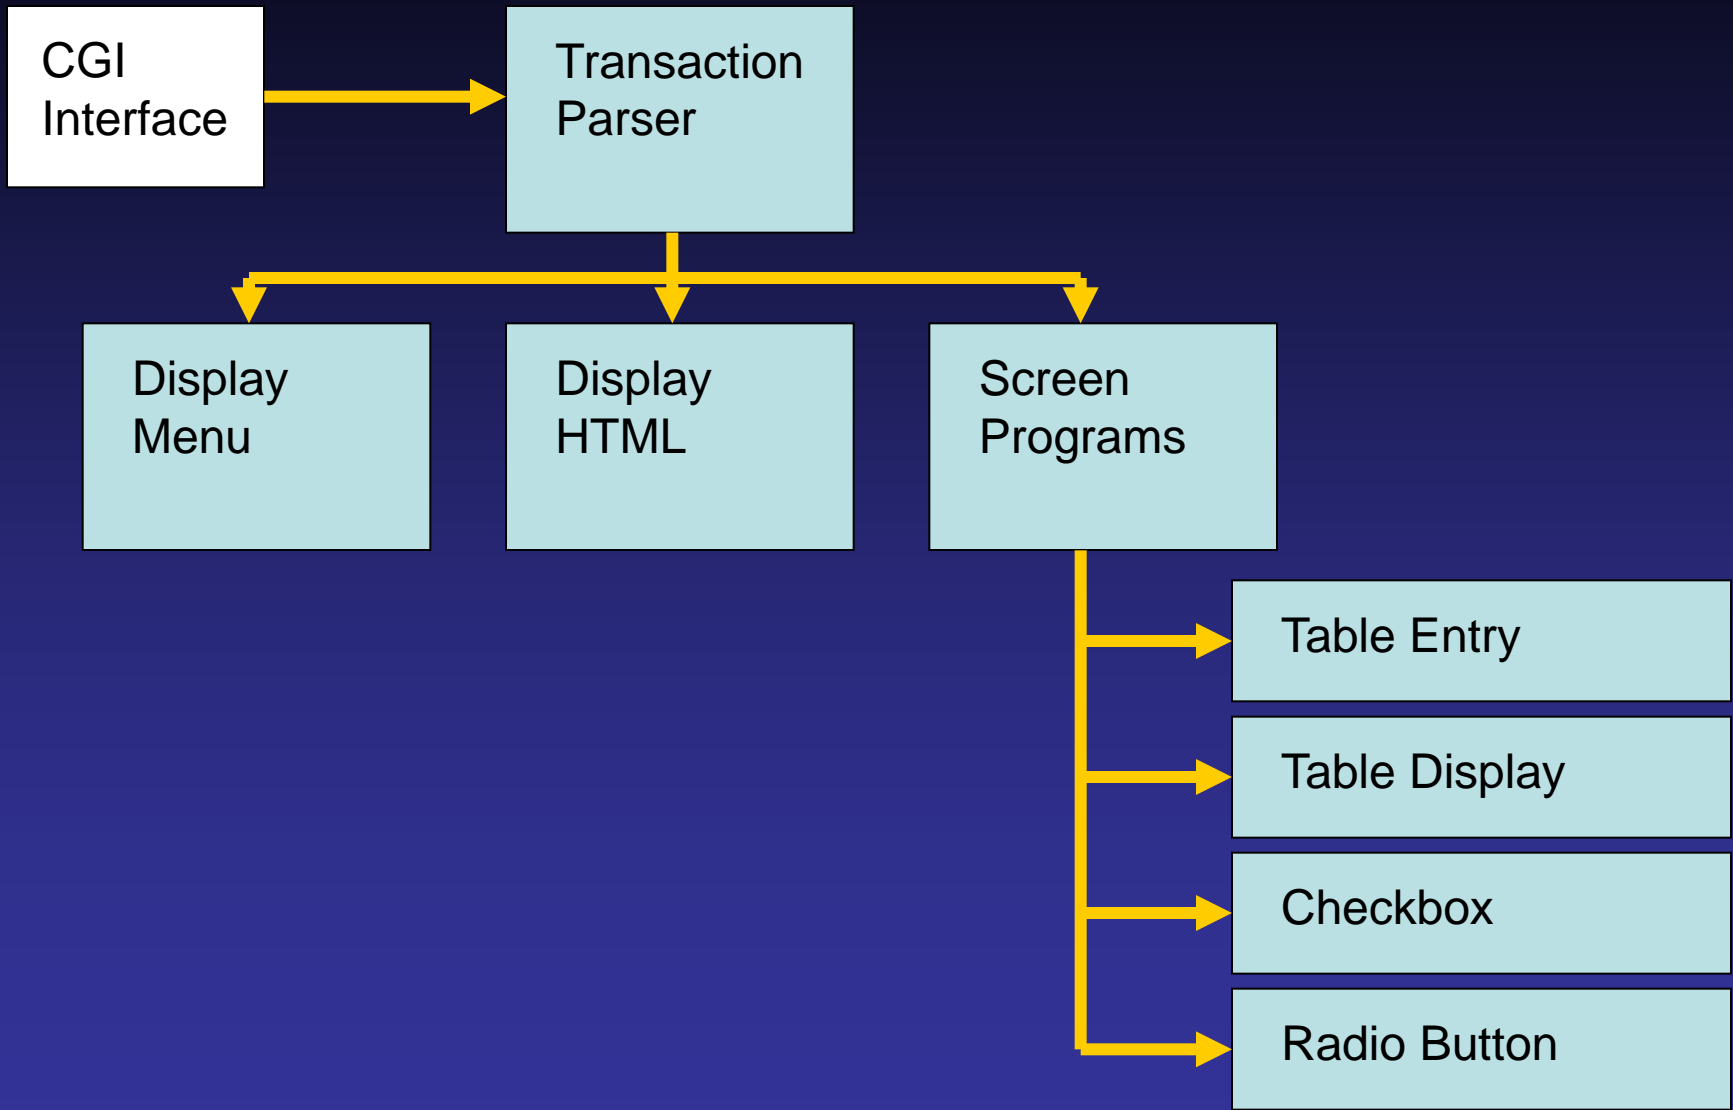 CGI
Interface
Transaction
Parser
Display
Menu
Display
HTML
Screen
Programs
Table Entry
Table Display
Checkbox
Radio Button